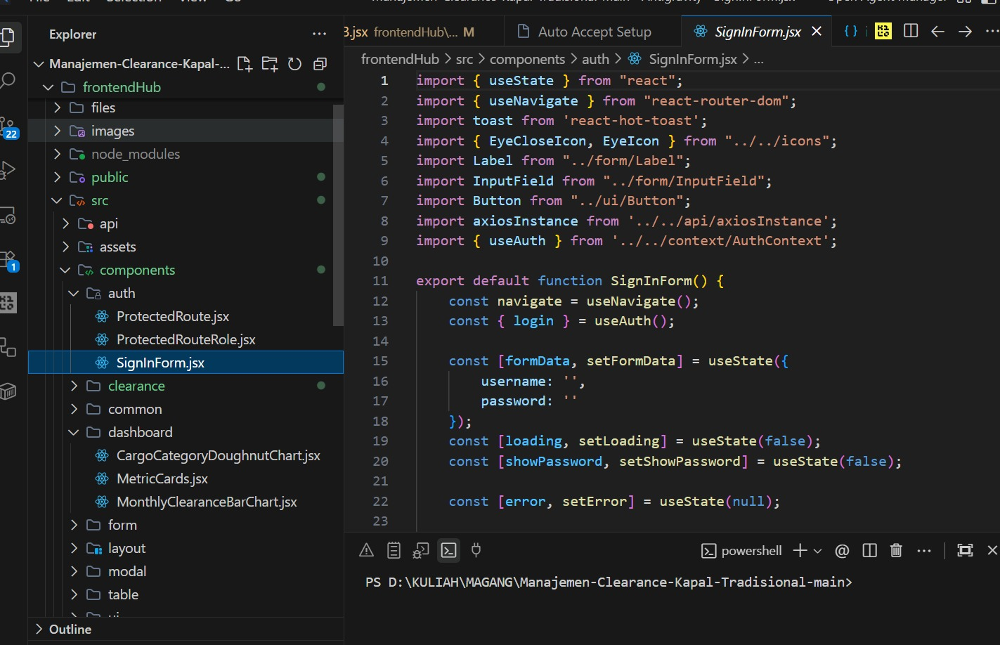 Explorer
Manajemen-Clearance-Kapal-...
frontendHub
files
images
node_modules
public
src
api
assets
components
auth
ProtectedRoute.jsx
ProtectedRouteRole.jsx
SignInForm.jsx
clearance
common
dashboard
CargoCategoryDoughnutChart.jsx
MetricCards.jsx
MonthlyClearanceBarChart.jsx
form
layout
modal
table
Outline
22
1
.jsx frontendHub\... M
Auto Accept Setup
SignInForm.jsx
frontendHub > src > components > auth > SignInForm.jsx > ...
1 import { useState } from "react";
2 import { useNavigate } from "react-router-dom";
3 import toast from 'react-hot-toast';
4 import { EyeCloseIcon, EyeIcon } from "../../icons";
5 import Label from "../form/Label";
6 import InputField from "../form/InputField";
7 import Button from "../ui/Button";
8 import axiosInstance from '../../api/axiosInstance';
9 import { useAuth } from '../../context/AuthContext';
10
11 export default function SignInForm() {
12 const navigate = useNavigate();
13 const { login } = useAuth();
14
15 const [formData, setFormData] = useState({
16 username: '',
17 password: ''
18 });
19 const [loading, setLoading] = useState(false);
20 const [showPassword, setShowPassword] = useState(false);
21
22 const [error, setError] = useState(null);
23
powershell
PS D:\KULIAH\MAGANG\Manajemen-Clearance-Kapal-Tradisional-main>